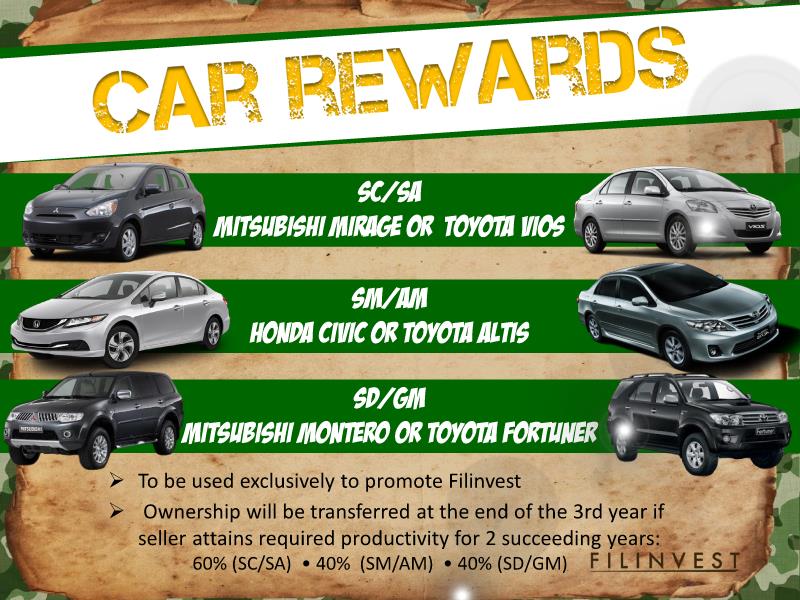 CAR REWARDS
SC/SA
MITSUBISHI MIRAGE OR TOYOTA VIOS
VIOS
SM/AM
HONDA CIVIC OR TOYOTA ALTIS
SD/GM
MITSUBISHI MONTERO OR TOYOTA FORTUNER
Fortuner
➢ To be used exclusively to promote Filinvest
➢ Ownership will be transferred at the end of the 3rd year if
seller attains required productivity for 2 succeeding years:
60% (SC/SA) • 40% (SM/AM) • 40% (SD/GM)
FILINVEST